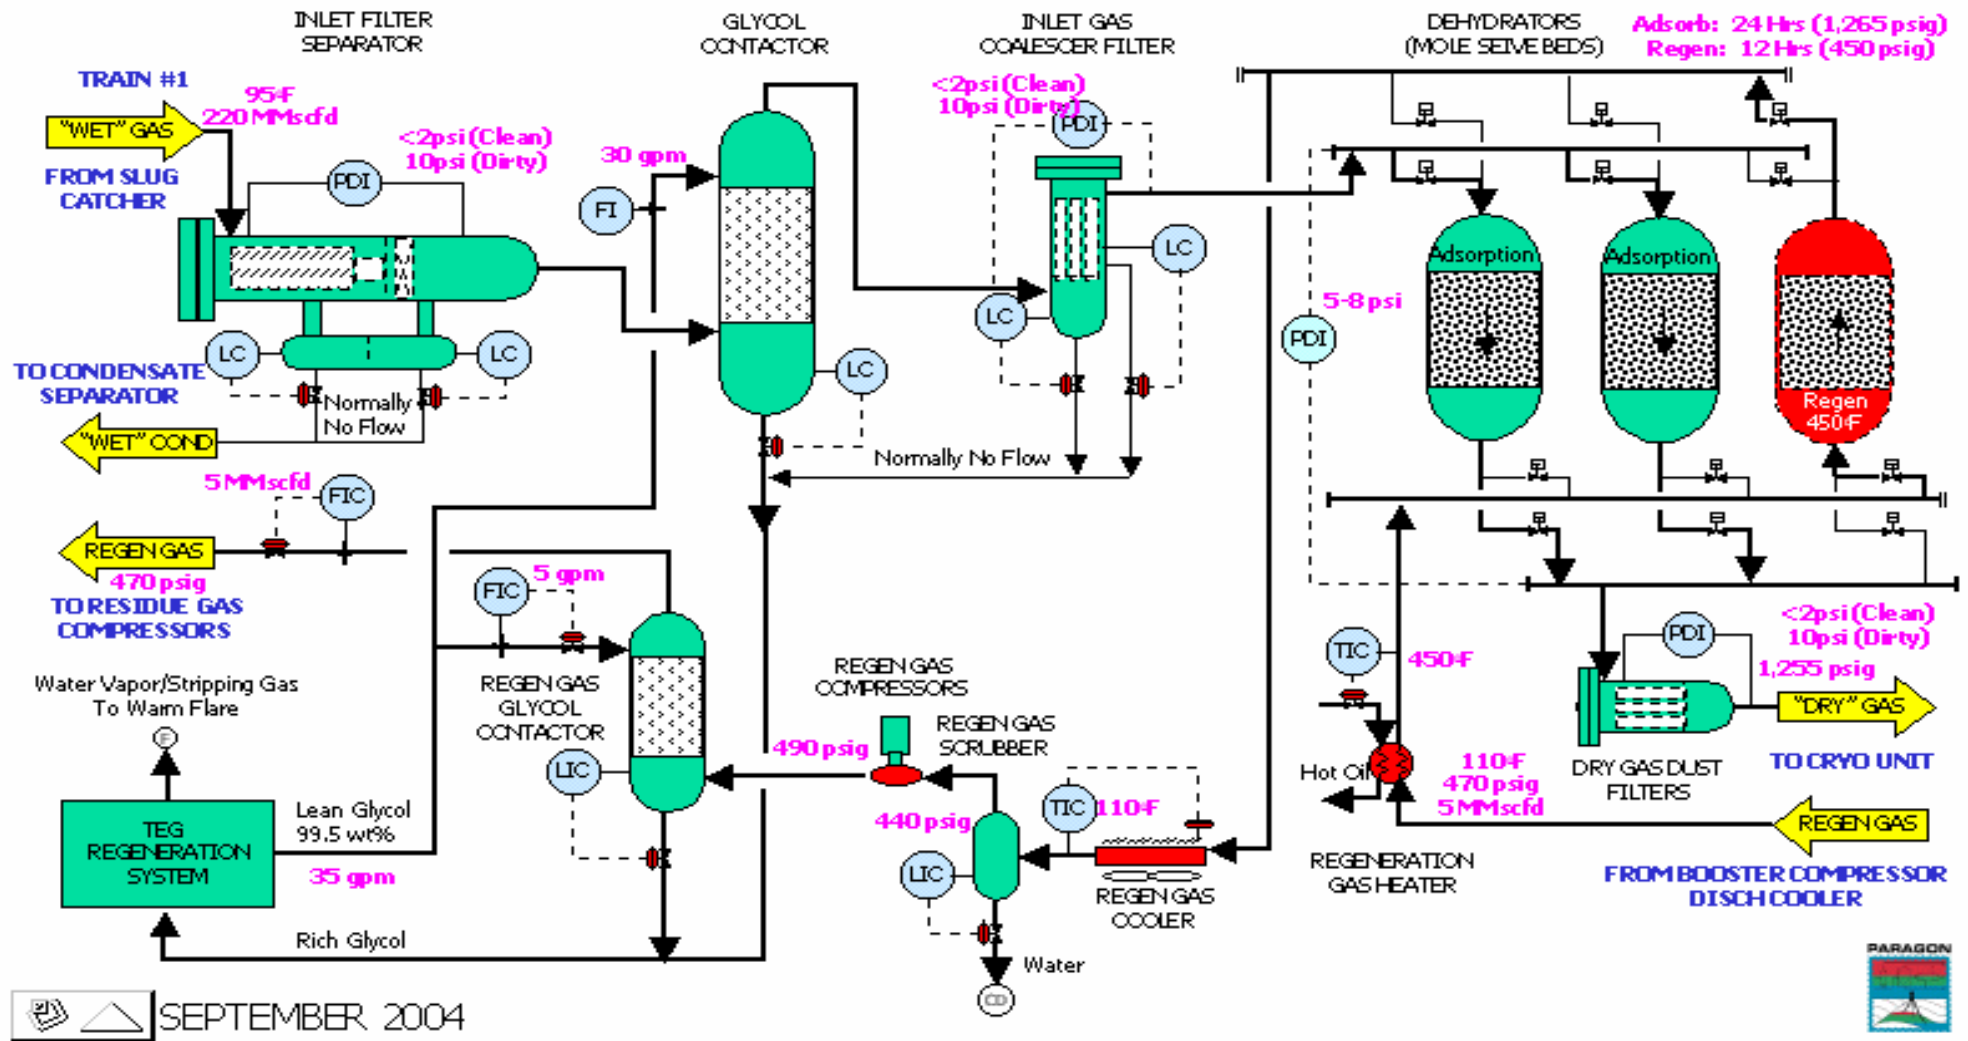 INLET FILTER
SEPARATOR
GLYCOL
CONTACTOR
INLET GAS
COALESCER FILTER
DEHYDRATORS
(MOLE SEIVE BEDS)
Adsorb: 24 Hrs (1,265 psig)
Regen: 12 Hrs (450 psig)
TRAIN #1
95°F
220 MMscfd
"WET" GAS
FROM SLUG
CATCHER
<2psi (Clean)
10psi (Dirty)
PDI
30 gpm
FI
<2psi (Clean)
10psi (Dirty)
PDI
LC
LC
5-8 psi
PDI
Adsorption
Adsorption
Regen
450°F
LC
LC
LC
TO CONDENSATE
SEPARATOR
"WET" COND
Normally
No Flow
Normally No Flow
5 MMscfd
FIC
REGEN GAS
470 psig
TO RESIDUE GAS
COMPRESSORS
FIC
5 gpm
REGEN GAS
GLYCOL
CONTACTOR
LIC
REGEN GAS
COMPRESSORS
490 psig
REGEN GAS
SCRUBBER
440 psig
LIC
TIC
110°F
REGEN GAS
COOLER
Water
CD
TIC
450°F
Hot Oil
REGENERATION
GAS HEATER
110°F
470 psig
5 MMscfd
REGEN GAS
FROM BOOSTER COMPRESSOR
DISCH COOLER
PDI
<2psi (Clean)
10psi (Dirty)
1,255 psig
"DRY" GAS
TO CRYO UNIT
DRY GAS DUST
FILTERS
Water Vapor/Stripping Gas
To Warm Flare
F
TEG
REGENERATION
SYSTEM
Lean Glycol
99.5 wt%
35 gpm
Rich Glycol
SEPTEMBER 2004
PARAGON